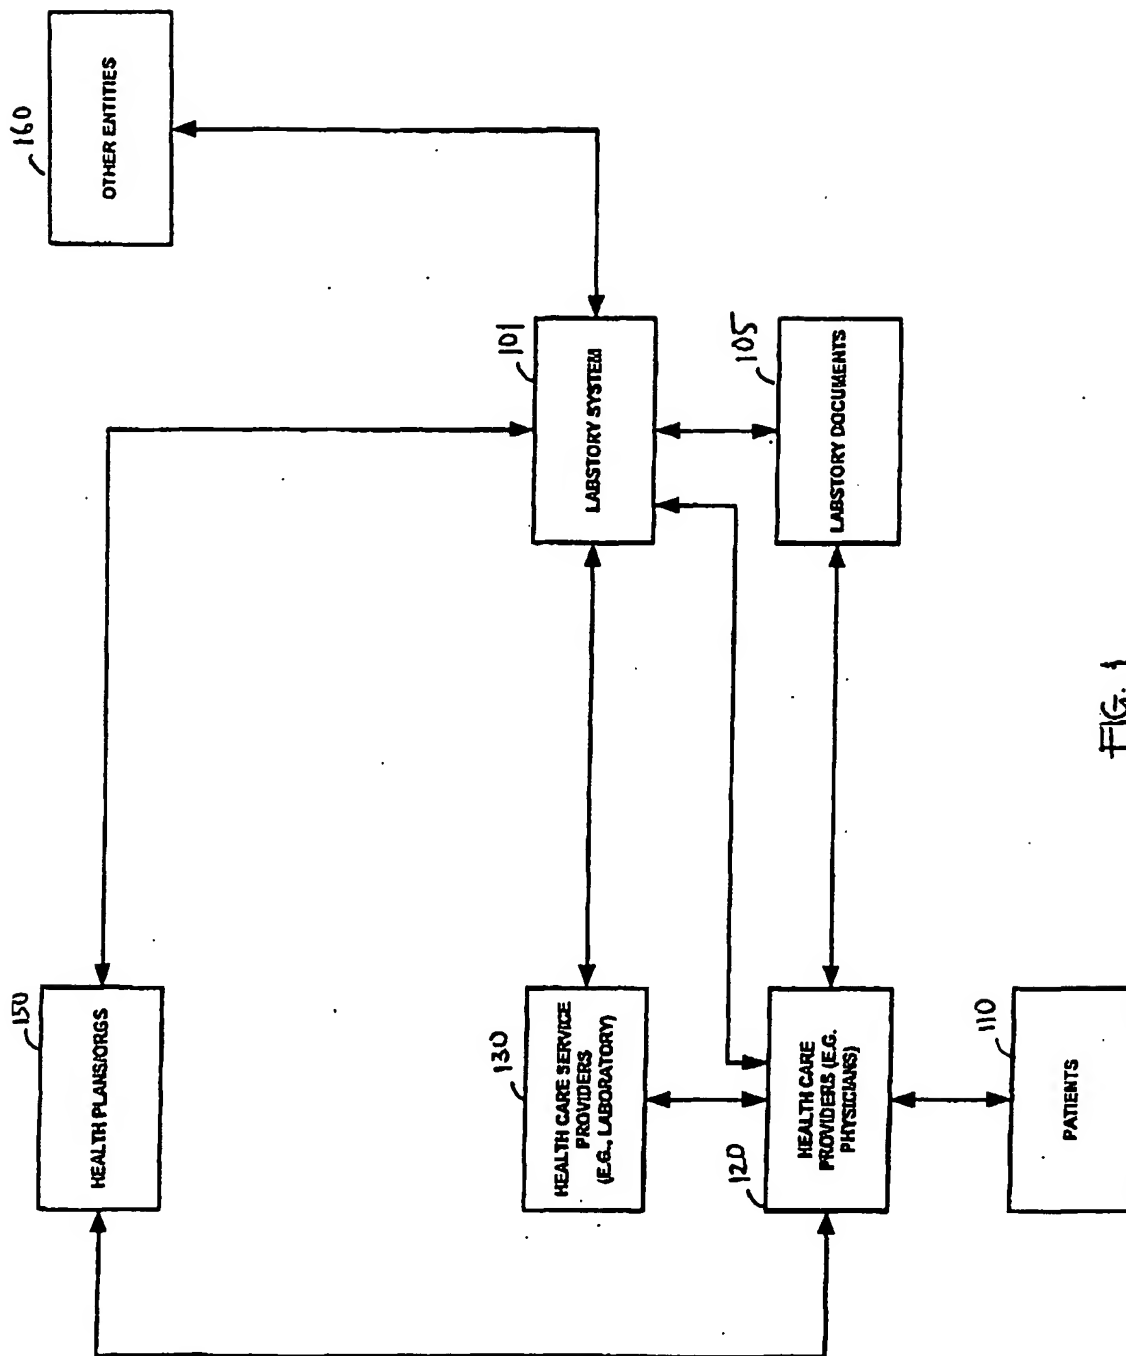 160
OTHER ENTITIES
101
LABSTORY SYSTEM
105
LABSTORY DOCUMENTS
150
HEALTH PLANS/ORGS
130
HEALTH CARE SERVICE
PROVIDERS
(E.G., LABORATORY)
120
HEALTH CARE
PROVIDERS (E.G.
PHYSICIANS)
110
PATIENTS
FIG. 1